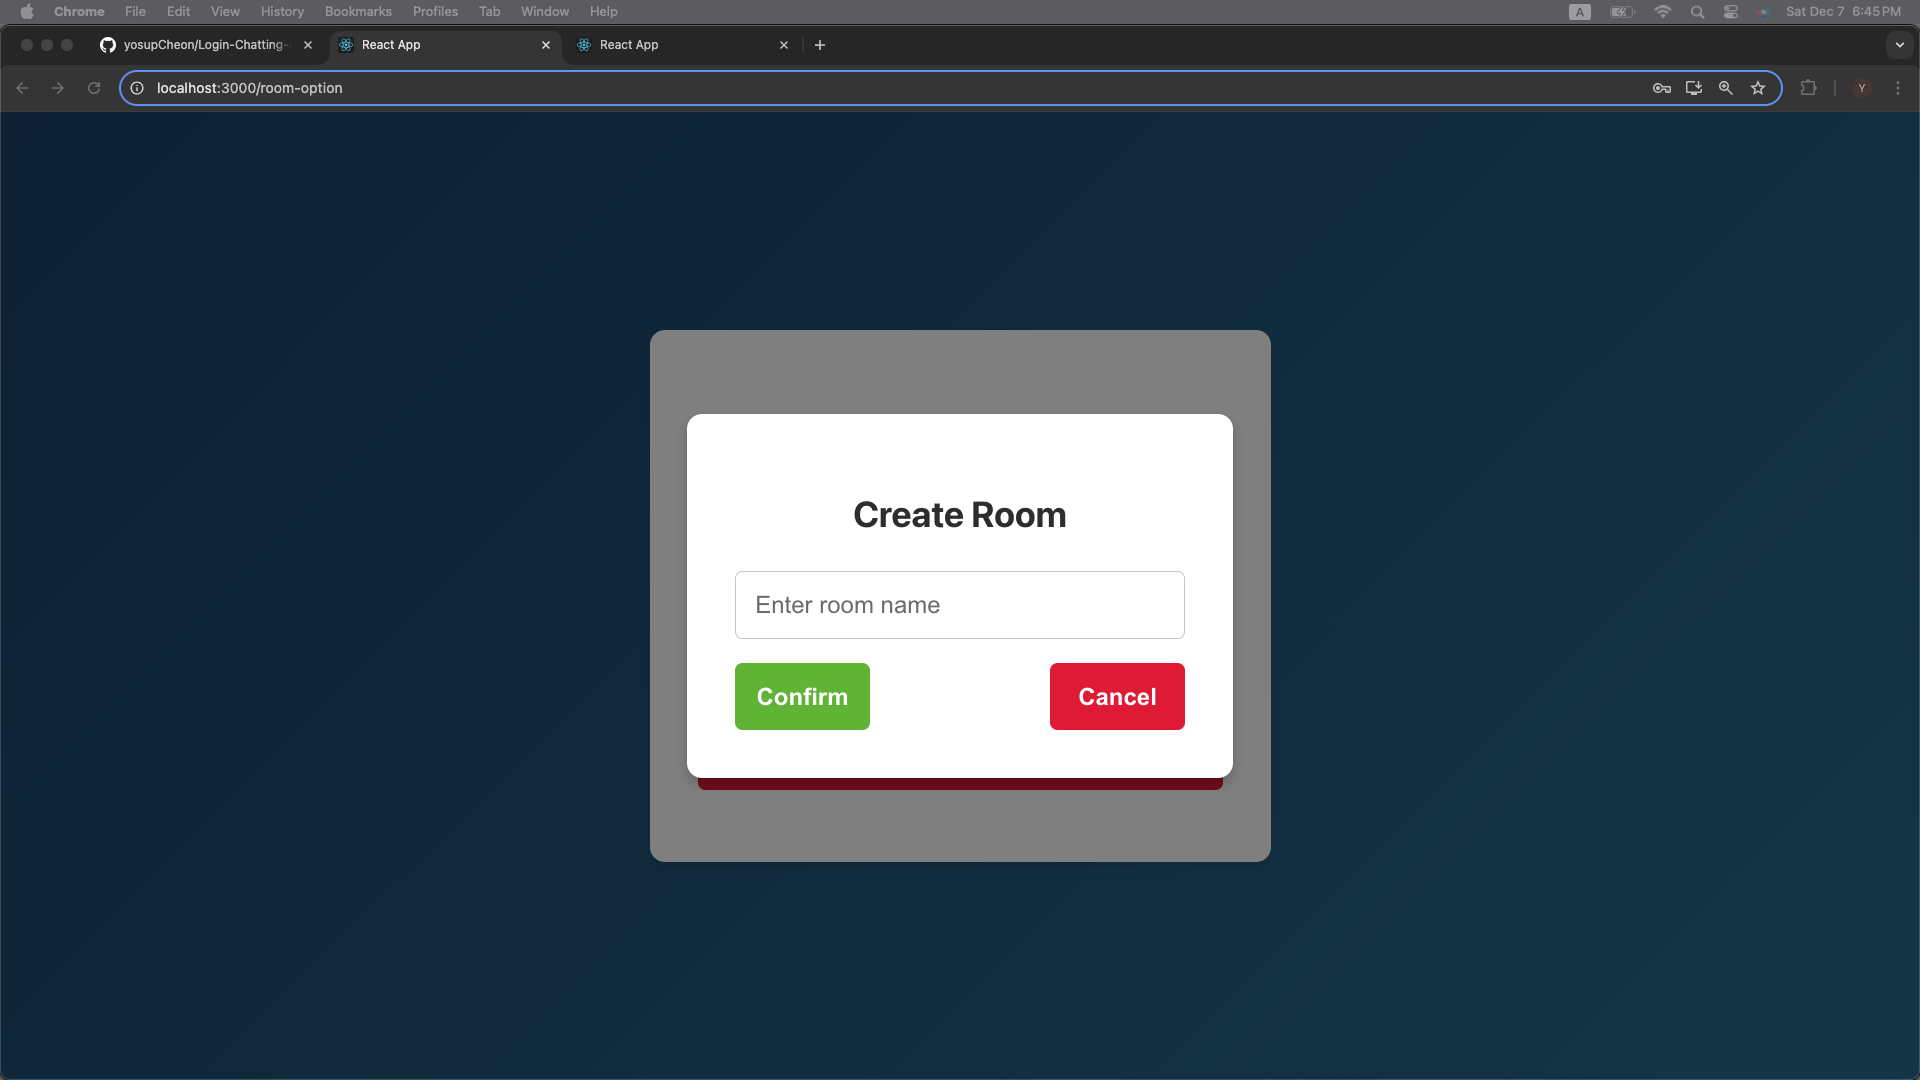 Chrome File Edit View History Bookmarks Profiles Tab Window Help A Sat Dec 7 6:45 PM
yosupCheon/Login-Chatting- React App React App
localhost:3000/room-option Y
Create Room
Enter room name
Confirm Cancel